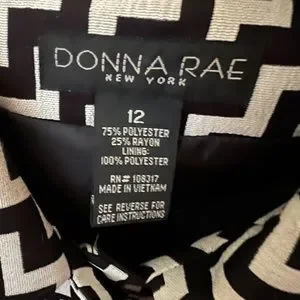 DONNA RAE
NEW YORK
12
75% POLYESTER
25% RAYON
LINING:
100% POLYESTER
RN# 108317
MADE IN VIETNAM
SEE REVERSE FOR
CARE INSTRUCTIONS